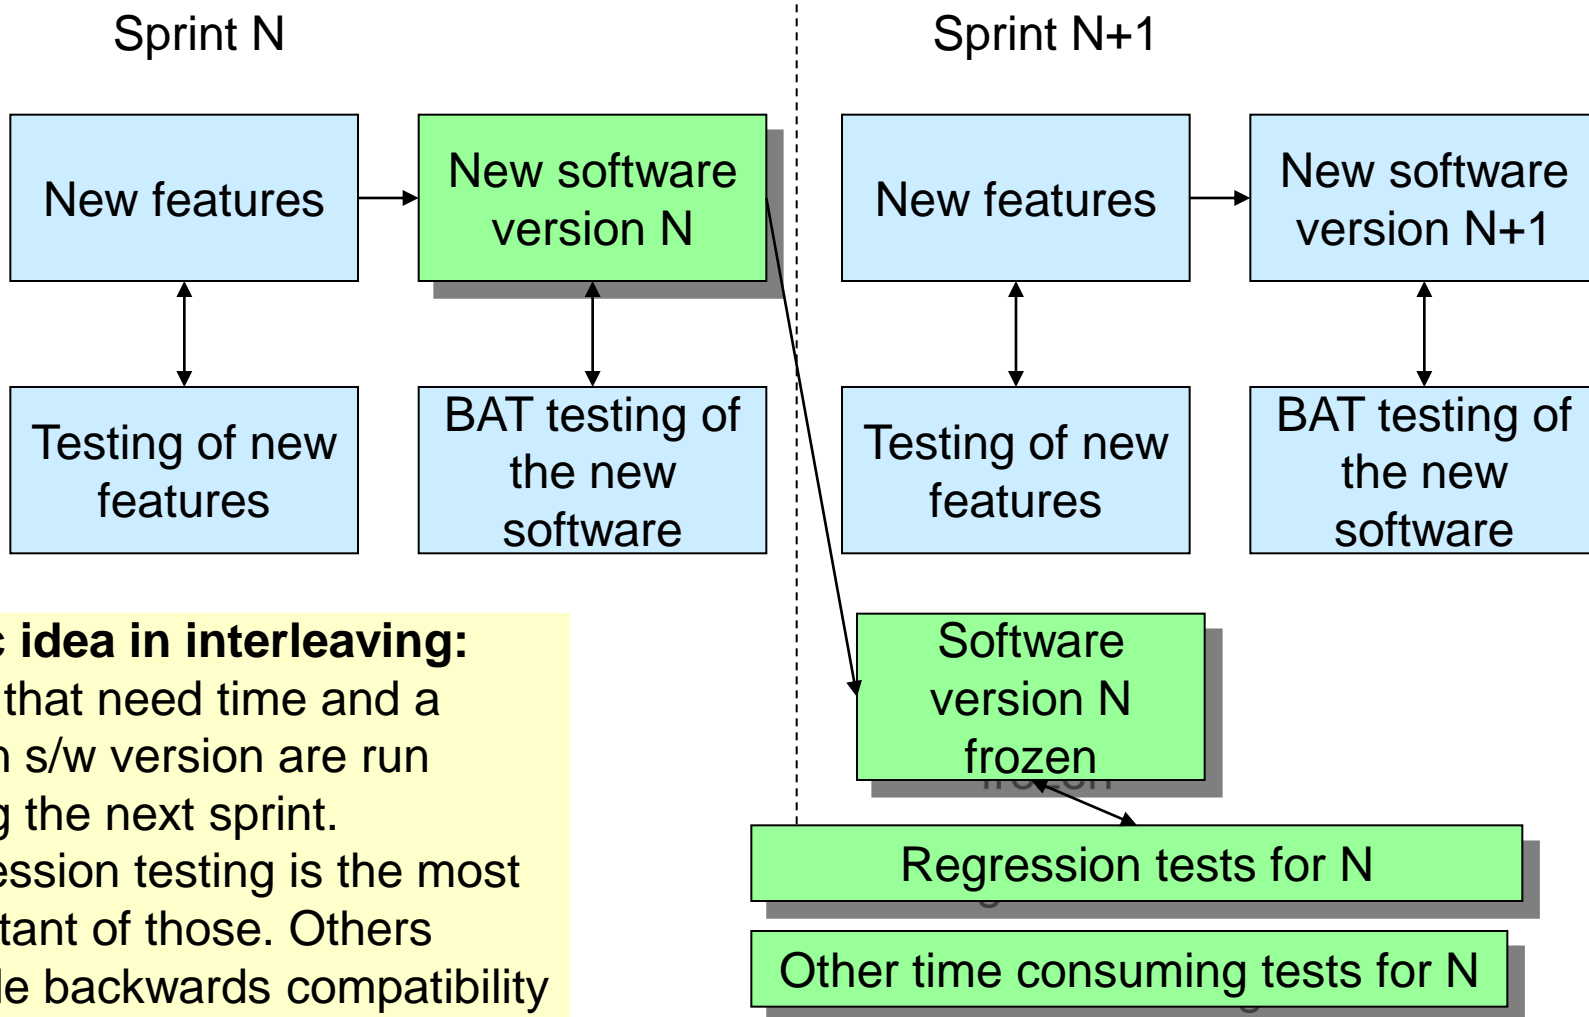 Sprint N
Sprint N+1
New features
New software
version N
New features
New software
version N+1
Testing of new
features
BAT testing of
the new
software
Testing of new
features
BAT testing of
the new
software
c idea in interleaving:
that need time and a
n s/w version are run
g the next sprint.
ession testing is the most
tant of those. Others
le backwards compatibility
Software
version N
frozen
Regression tests for N
Other time consuming tests for N